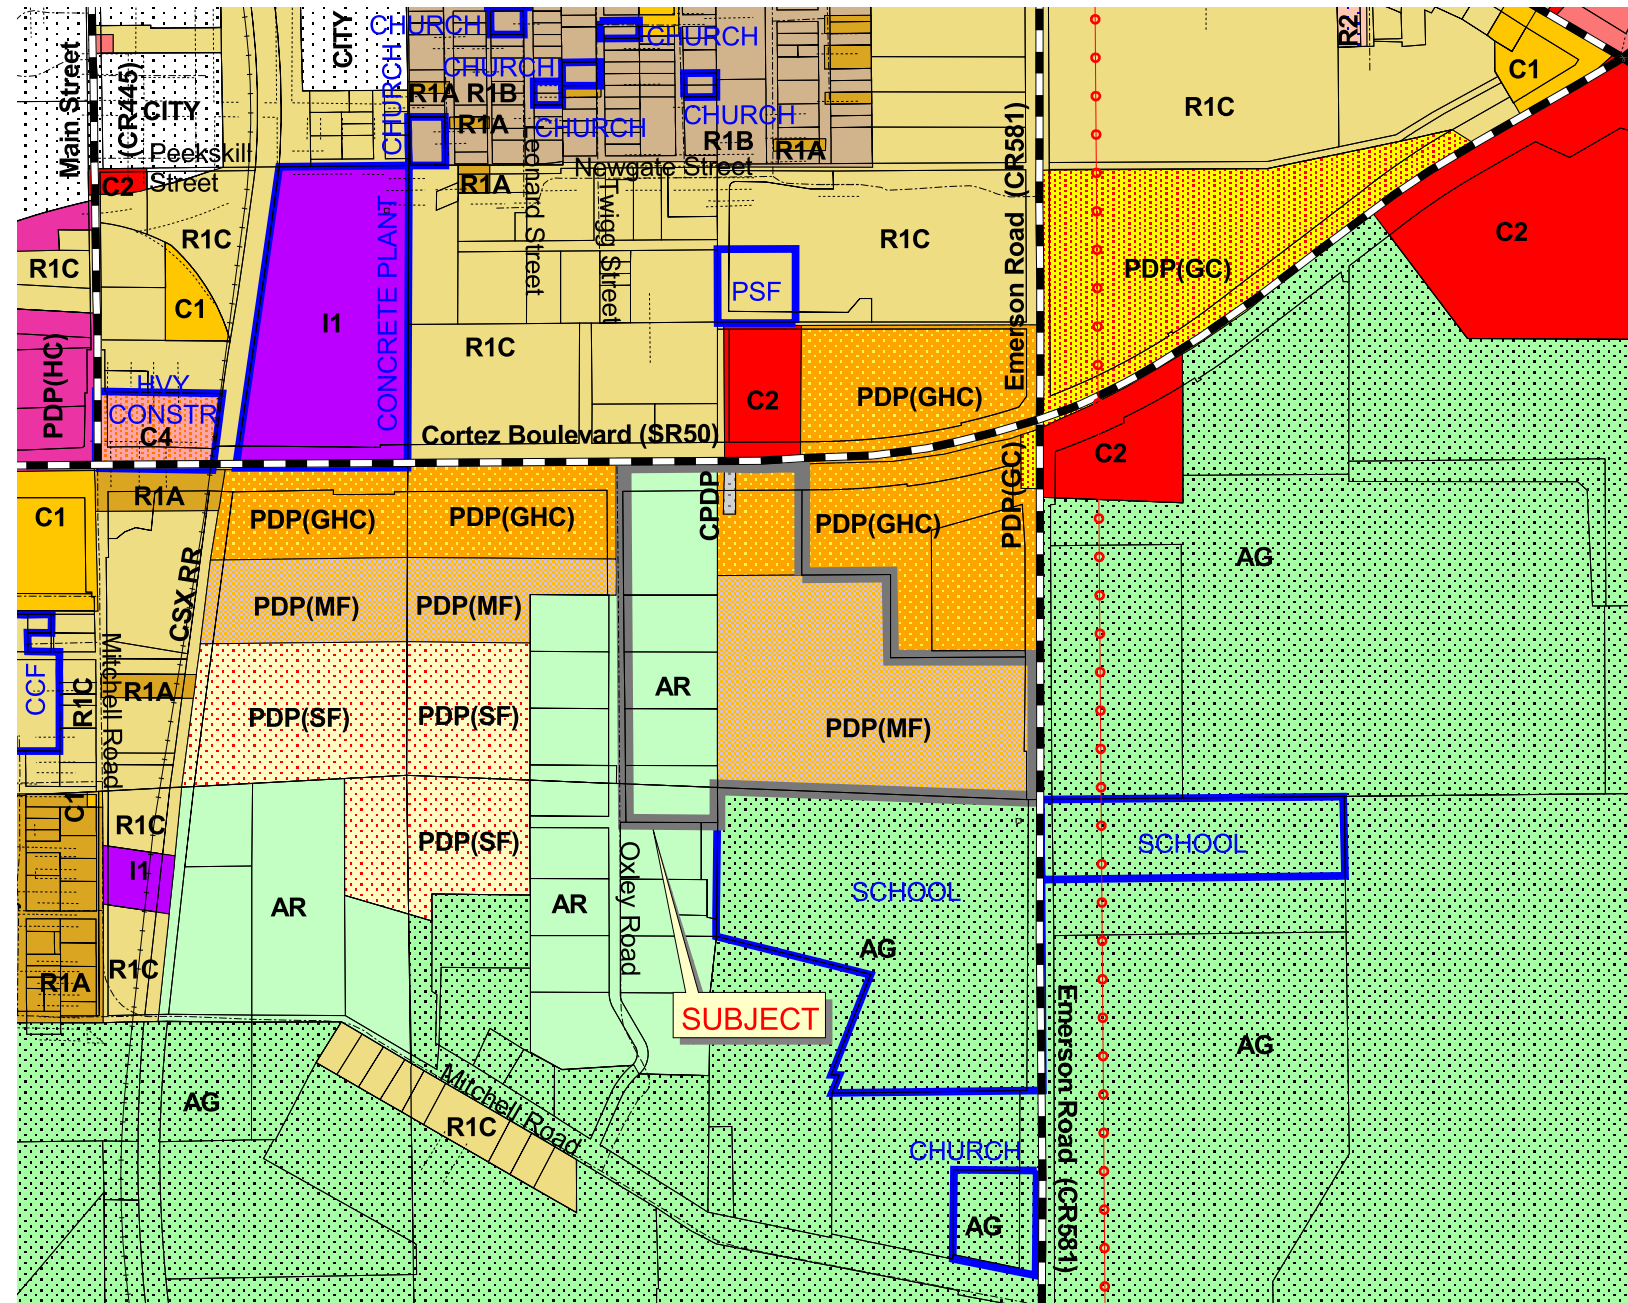 CHURCH
CITY
CHURCH
R2
Main Street
(CR445)
CITY
CHURCH
CHURCH
C1
R1A
R1B
R1C
R1A
CHURCH
CHURCH
R1B
R1A
Peekskill
Street
Newgate Street
C2
R1A
Leonard Street
Twigg Street
Emerson Road (CR581)
R1C
R1C
C2
R1C
PDP(GC)
CONCRETE PLANT
PSF
C1
I1
R1C
PDP(HC)
HVY
CONSTR
C4
C2
PDP(GHC)
Cortez Boulevard (SR50)
C2
R1A
C1
PDP(GHC)
PDP(GHC)
CPDP
PDP(GHC)
PDP(GC)
AG
CSX RR
PDP(MF)
PDP(MF)
Mitchell Road
CCF
R1C
R1A
PDP(SF)
PDP(SF)
AR
PDP(MF)
C1
R1C
PDP(SF)
SCHOOL
I1
Oxley Road
SCHOOL
AR
AR
AG
R1C
R1A
SUBJECT
Emerson Road (CR581)
AG
AG
Mitchell Road
R1C
CHURCH
AG
P